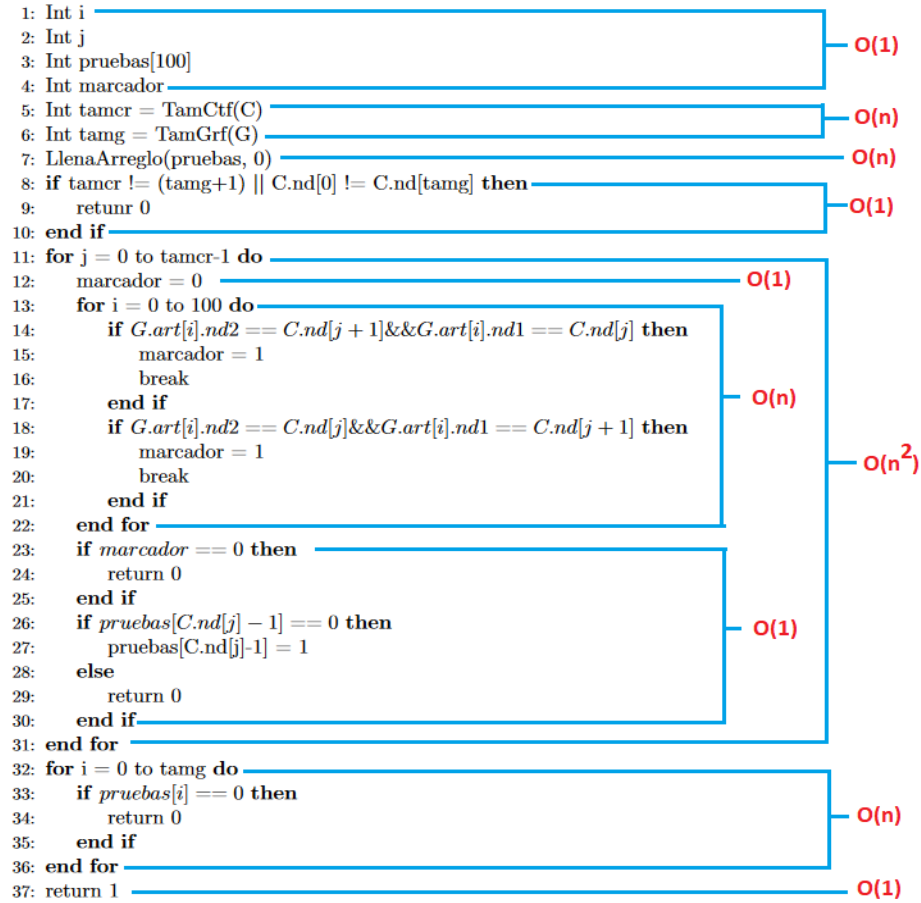 1: Int i
2: Int j
O(1)
3: Int pruebas[100]
4: Int marcador
5: Int tamcr = TamCtf(C)
O(n)
6: Int tamg = TamGrf(G)
7: LlenaArreglo(pruebas, 0)
O(n)
8: if tamcr != (tamg+1) || C.nd[0] != C.nd[tamg] then
9: retunr 0
O(1)
10: end if
11: for j = 0 to tamcr-1 do
12: marcador = 0
O(1)
13: for i = 0 to 100 do
14: if G.art[i].nd2 == C.nd[j + 1]&&G.art[i].nd1 == C.nd[j] then
15: marcador = 1
16: break
17: end if
O(n)
18: if G.art[i].nd2 == C.nd[j]&&G.art[i].nd1 == C.nd[j + 1] then
19: marcador = 1
20: break
O(n²)
21: end if
22: end for
23: if marcador == 0 then
24: return 0
25: end if
26: if pruebas[C.nd[j] − 1] == 0 then
O(1)
27: pruebas[C.nd[j]-1] = 1
28: else
29: return 0
30: end if
31: end for
32: for i = 0 to tamg do
33: if pruebas[i] == 0 then
34: return 0
O(n)
35: end if
36: end for
37: return 1
O(1)